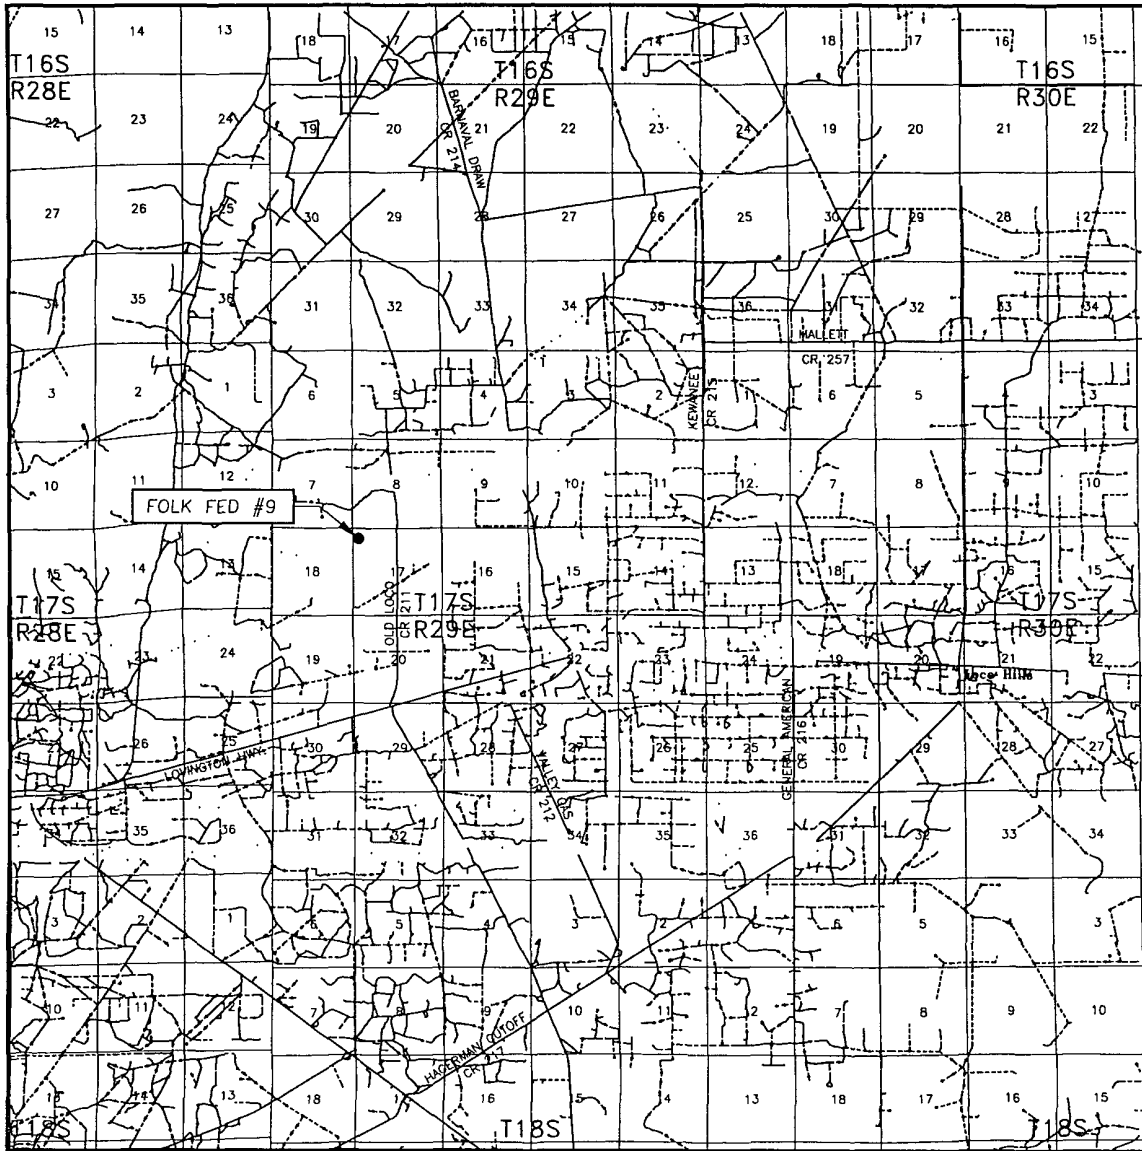 15 14 13 18 17 16 15 14 13 18 17 16 15
T16S T16S T16S
R28E R29E R30E
22 23 24 19 20 21 22 23 24 19 20 21 22
BARNAVAL DRAW
CR 214
27 26 25 30 29 28 27 26 25 30 29 28 27
34 35 36 31 32 33 34 35 36 31 32 33 34
HALLETT
CR 257
3 2 1 6 5 4 3 2 1 6 5 4 3
KEWANEE
CR 215
10 11 12 7 8 9 10 11 12 7 8 9 10
FOLK FED #9
15 14 13 18 17 16 15 14 13 18 17 16 15
OLD LOCO
CR 211
T17S T17S T17S
R28E R29E R30E
22 23 24 19 20 21 22 23 24 19 20 21 22
Loco Hills
GENERAL AMERICAN
CR 216
27 26 25 30 29 28 27 26 25 30 29 28 27
LOVINGTON HWY.
VALLEY GAS
CR 212
35 36 31 32 33 34 35 36 31 32 33 34
3 2 1 6 5 4 3 2 6 5 4 3
10 11 12 7 8 9 10 11 12 7 8 9 10
HAGERMAN CUTOFF
CR 217
15 14 13 18 17 16 15 14 13 18 17 16 15
T18S T18S T18S